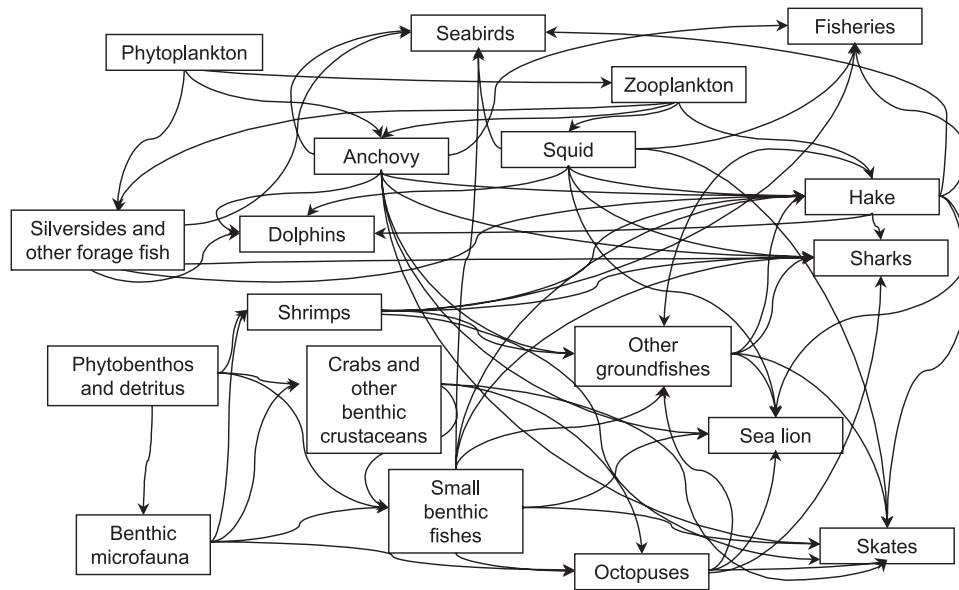 Seabirds
Fisheries
Phytoplankton
Zooplankton
Anchovy
Squid
Hake
Silversides and
other forage fish
Dolphins
Sharks
Shrimps
Phytobenthos
and detritus
Crabs and
other
benthic
crustaceans
Other
groundfishes
Sea lion
Small
benthic
fishes
Benthic
microfauna
Octopuses
Skates